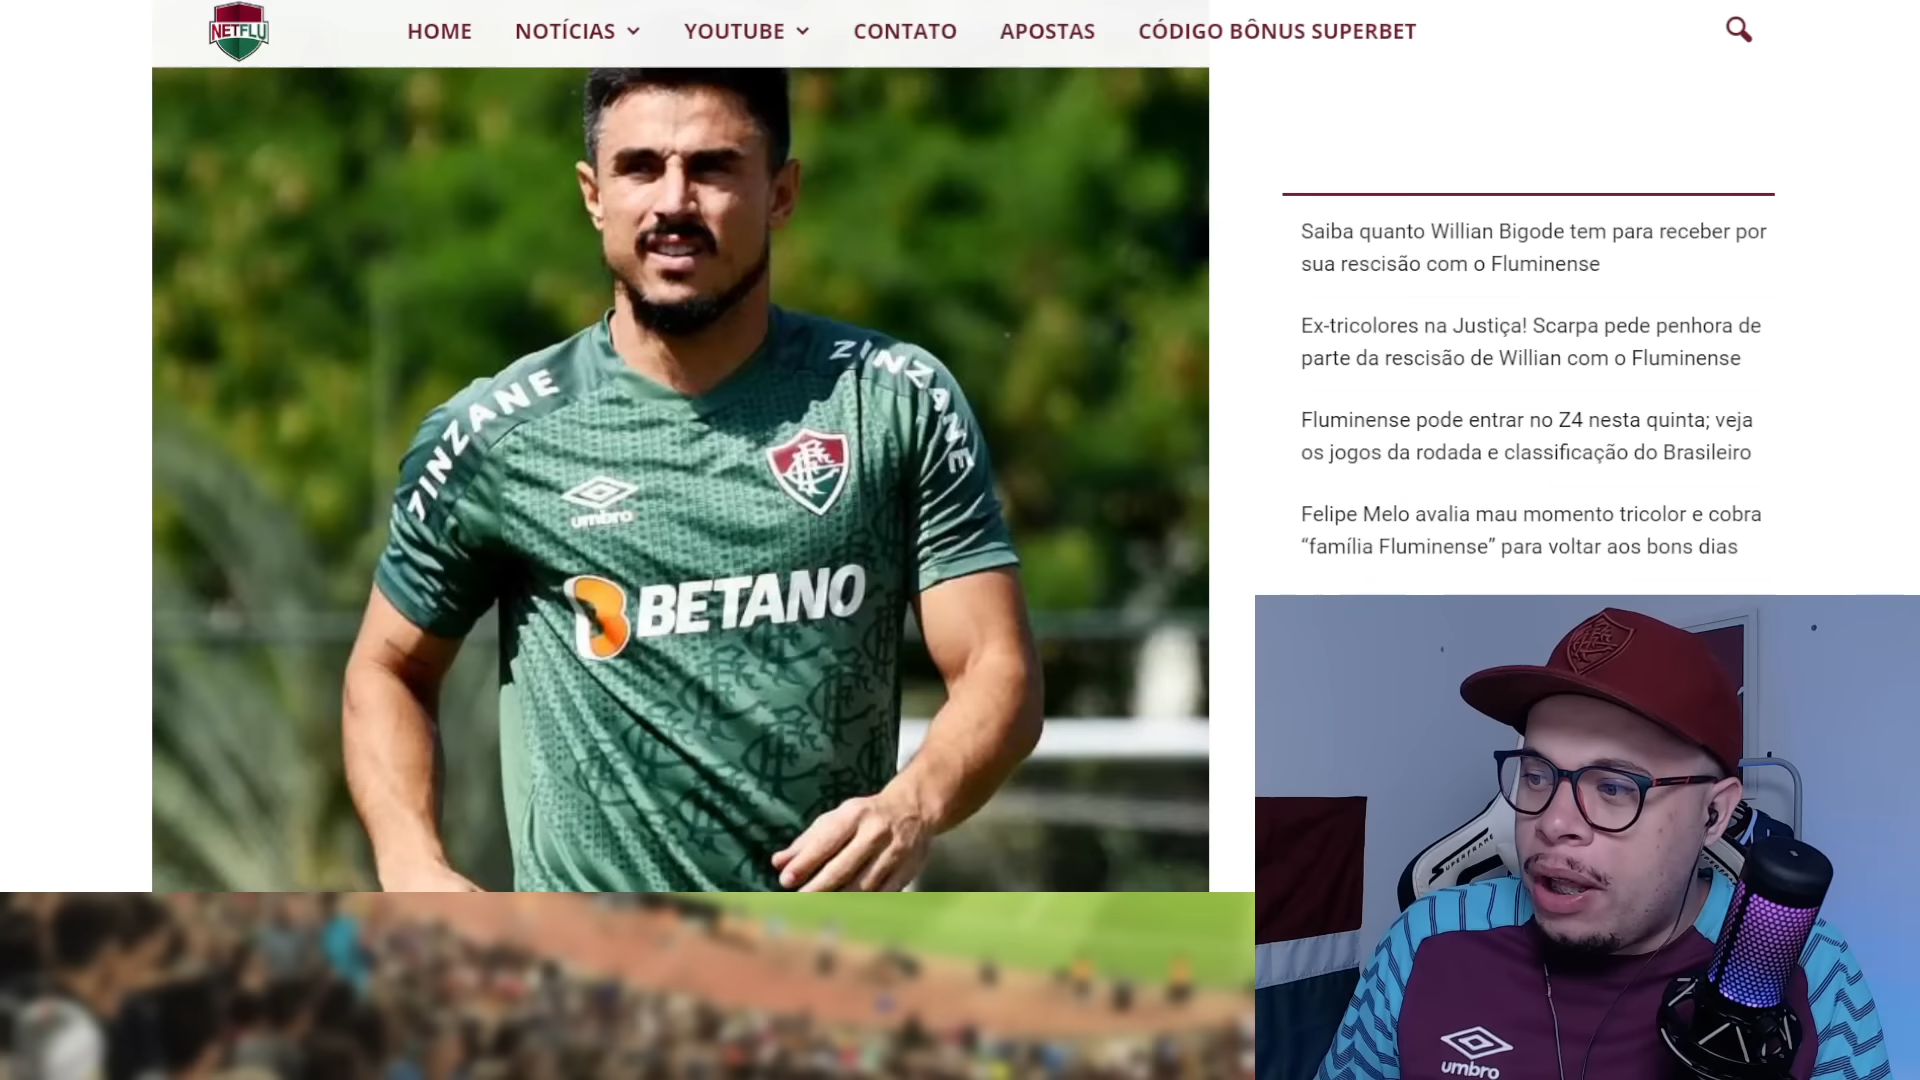 NETFLU
HOME
NOTÍCIAS
YOUTUBE
CONTATO
APOSTAS
CÓDIGO BÔNUS SUPERBET
ZINZANE
ZINZANE
umbro
BETANO
Saiba quanto Willian Bigode tem para receber por
sua rescisão com o Fluminense
Ex-tricolores na Justiça! Scarpa pede penhora de
parte da rescisão de Willian com o Fluminense
Fluminense pode entrar no Z4 nesta quinta; veja
os jogos da rodada e classificação do Brasileiro
Felipe Melo avalia mau momento tricolor e cobra
“família Fluminense” para voltar aos bons dias
SUPERFRAME
umbro